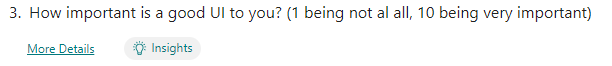 3. How important is a good UI to you? (1 being not al all, 10 being very important)
More Details Insights